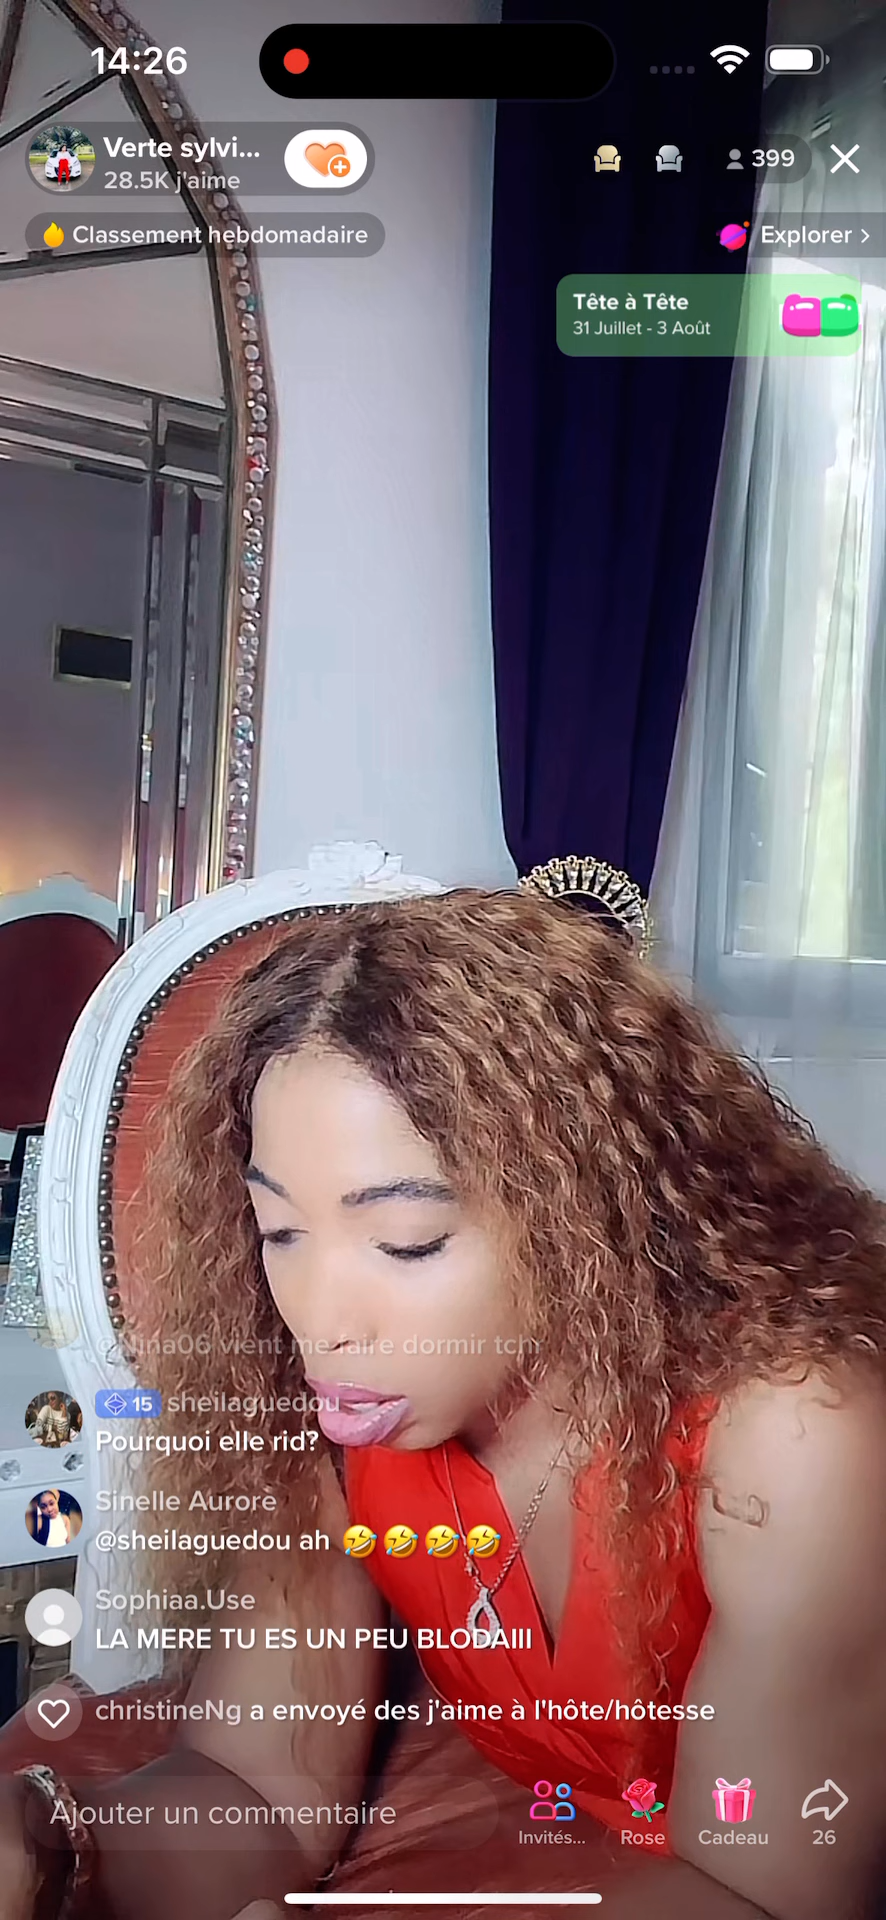 14:26
Verte sylvi...
28.5K j'aime
399
Classement hebdomadaire
Explorer >
Tête à Tête
31 Juillet - 3 Août
@Nina06 vient me faire dormir tchr
15 sheilaguedou
Pourquoi elle rid?
Sinelle Aurore
@sheilaguedou ah 🤣🤣🤣🤣
Sophiaa.Use
LA MERE TU ES UN PEU BLODAIII
christineNg a envoyé des j'aime à l'hôte/hôtesse
Ajouter un commentaire
Invités...
Rose
Cadeau
26